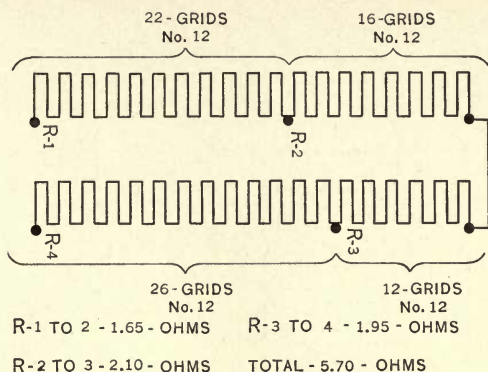 22-GRIDS 16-GRIDS
No. 12 No. 12
R-1 R-2
R-4 R-3
26-GRIDS 12-GRIDS
No. 12 No. 12
R-1 TO 2 - 1.65 - OHMS R-3 TO 4 - 1.95 - OHMS
R-2 TO 3 - 2.10 - OHMS TOTAL - 5.70 - OHMS